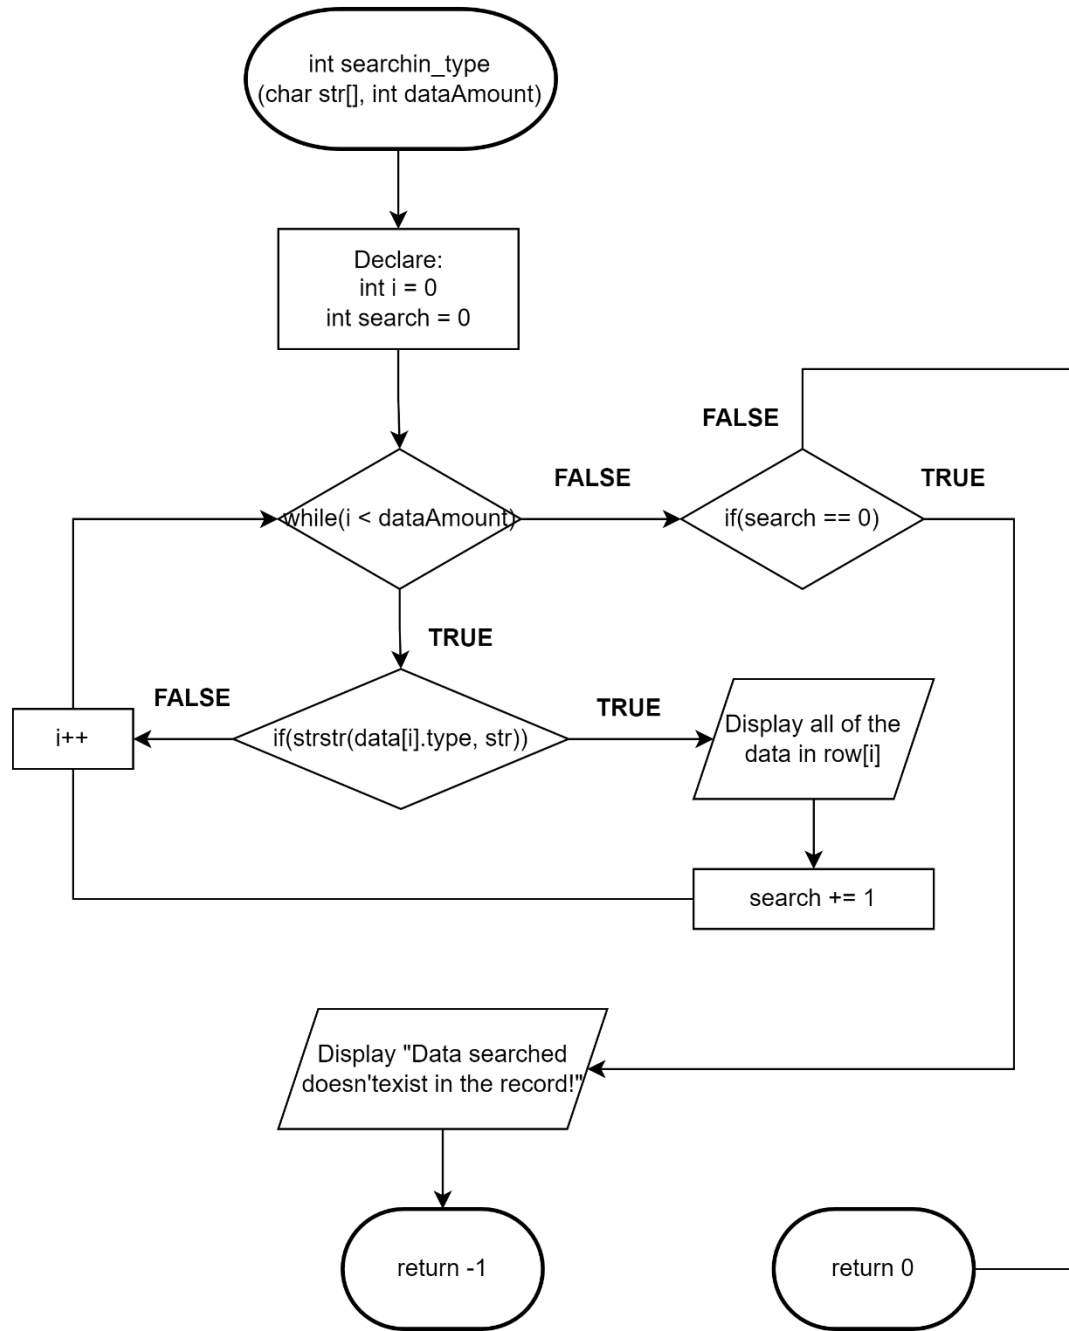 int searchin_type
(char str[], int dataAmount)
Declare:
int i = 0
int search = 0
while(i < dataAmount)
FALSE
FALSE
if(search == 0)
TRUE
TRUE
i++
FALSE
if(strstr(data[i].type, str))
TRUE
Display all of the
data in row[i]
search += 1
Display "Data searched
doesn'texist in the record!"
return -1
return 0